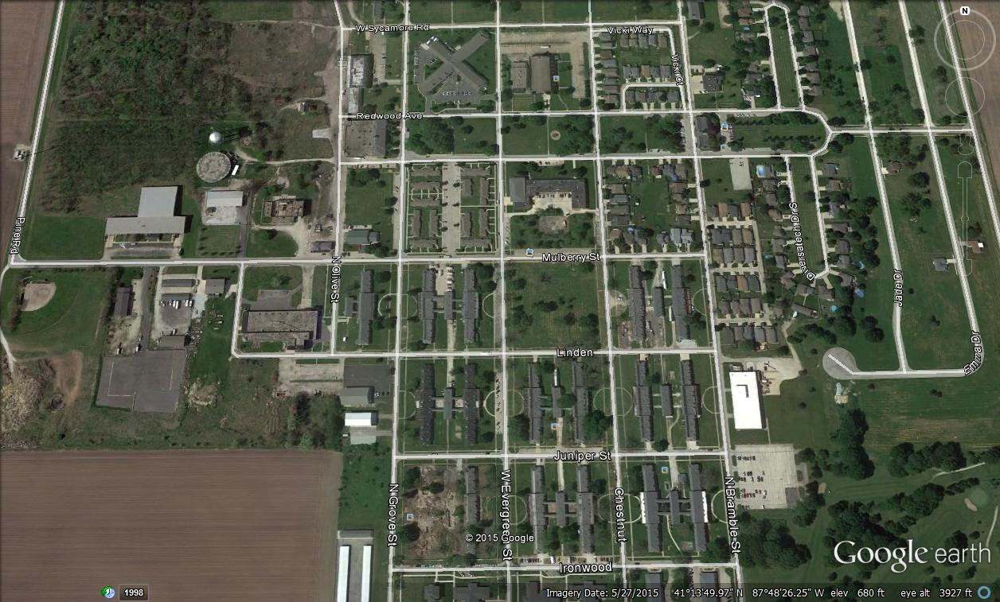 N
W Sycamore Rd
Vicki Way
Vicki Ct
Redwood Ave
Pine Rd
Versatech Dr S
Mulberry St
N Olive St
Jade Dr
Linden
Sturra Dr
Juniper St
N Grove St
W Evergreen St
Chestnut
N Bramble St
© 2015 Google
Ironwood
Google earth
1998
Imagery Date: 5/27/2015 41°13'49.97" N 87°48'26.25" W elev 680 ft eye alt 3927 ft